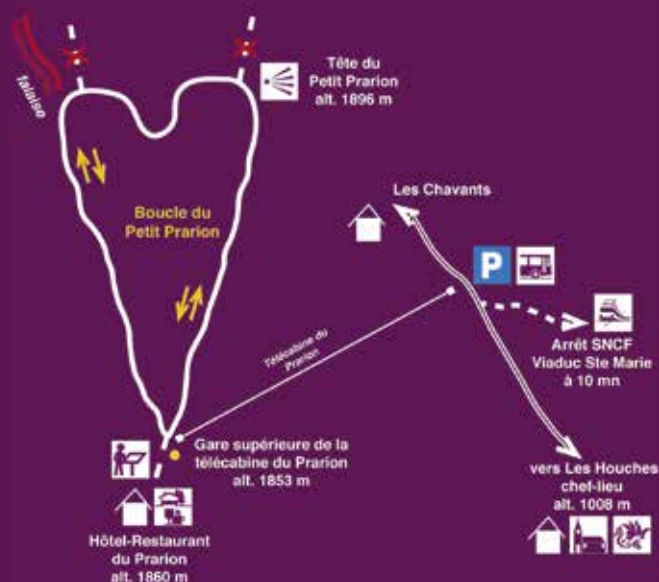 falaise
Tête du
Petit Prarion
alt. 1896 m
Boucle du
Petit Prarion
Les Chavants
P
Télécabine du
Prarion
Arrêt SNCF
Viaduc Ste Marie
à 10 mn
Gare supérieure de la
télécabine du Prarion
alt. 1853 m
vers Les Houches
chef-lieu
alt. 1008 m
Hôtel-Restaurant
du Prarion
alt. 1860 m